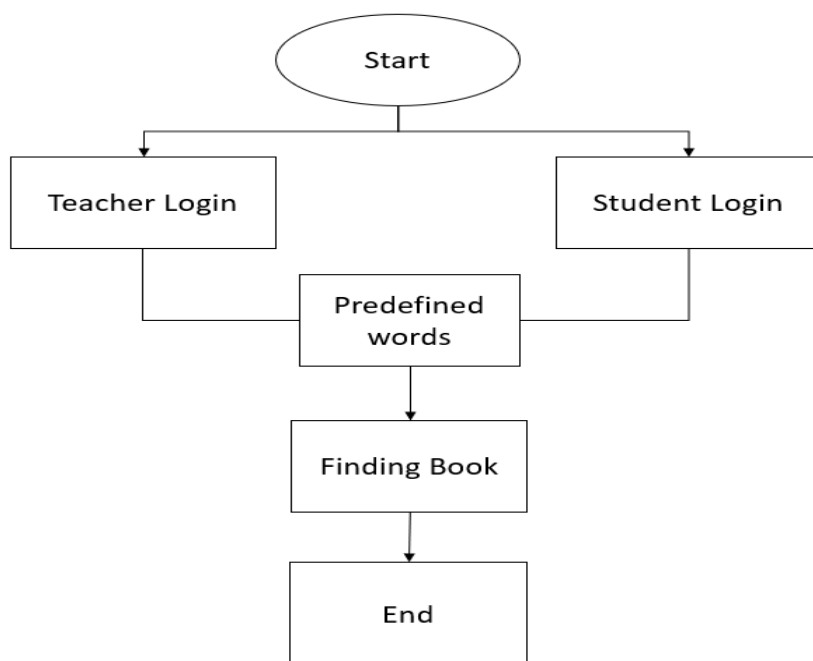 Start
Teacher Login
Student Login
Predefined
words
Finding Book
End